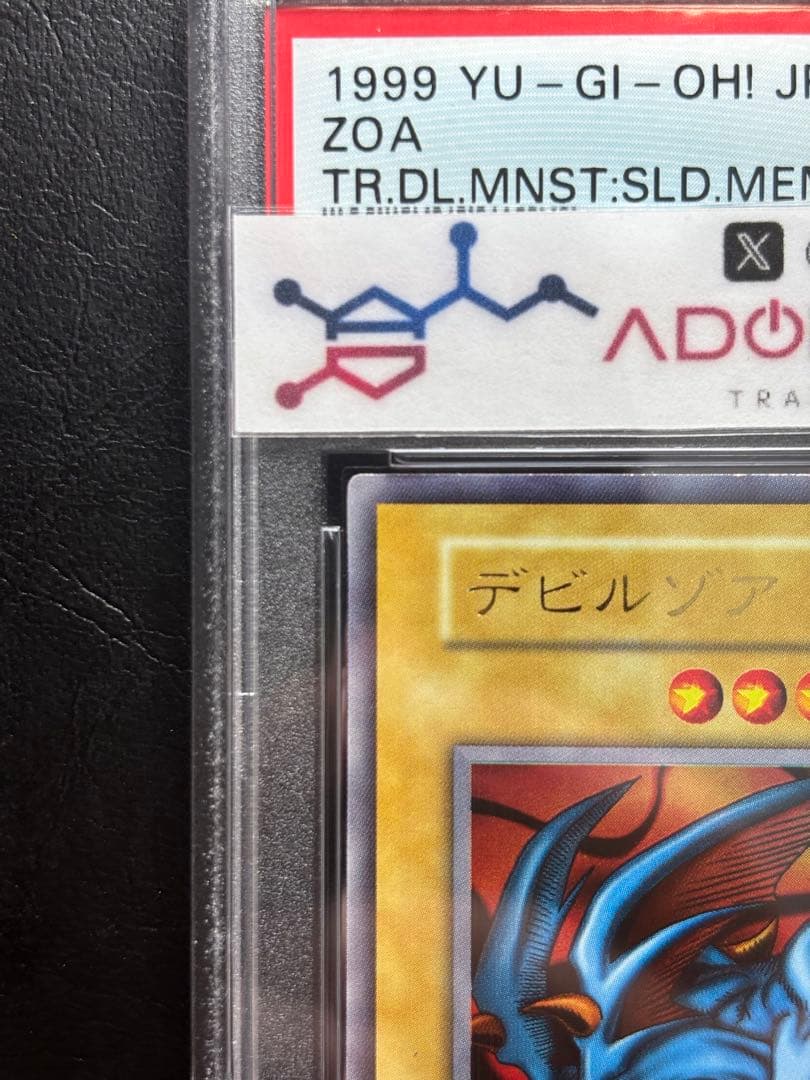 1999 YU-GI-OH! JP
ZOA
TR.DL.MNST:SLD.MEM
X
ADO
TRA
デビルゾア